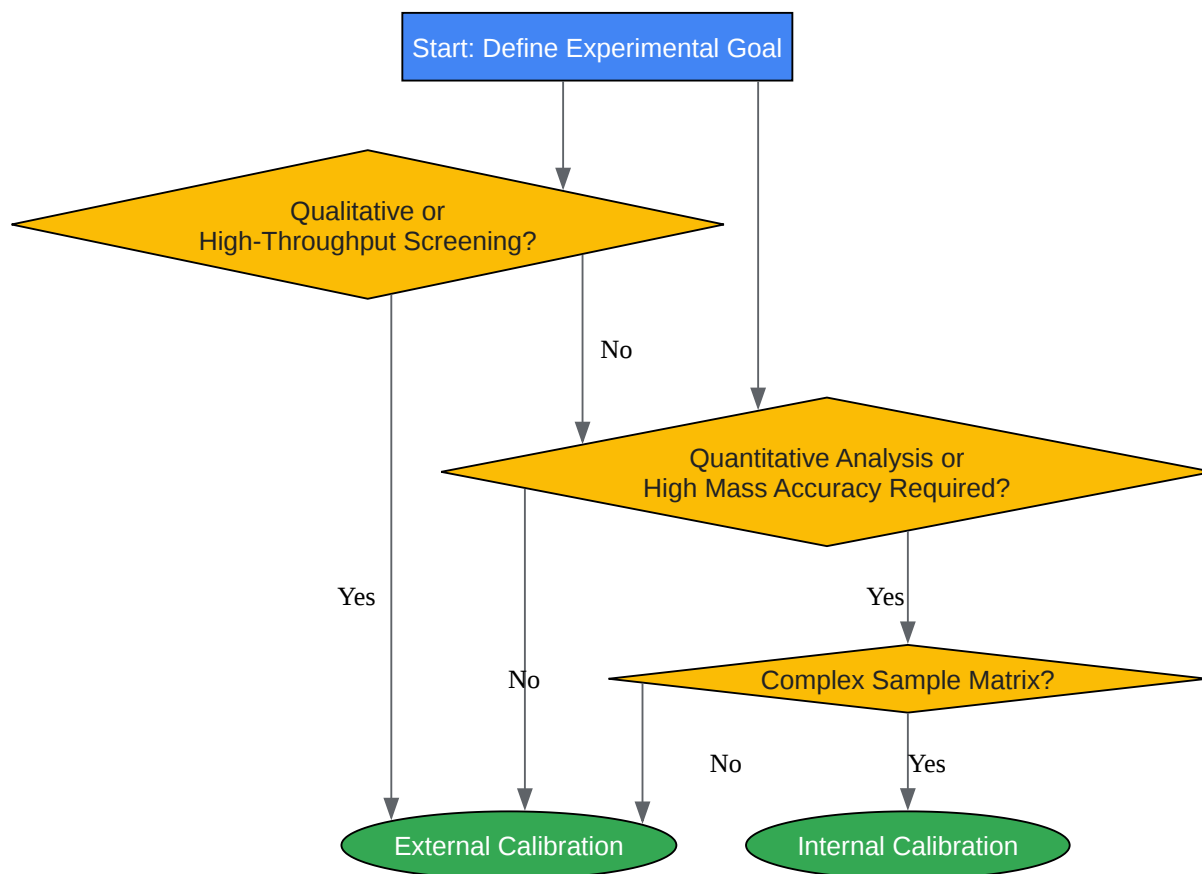 Start: Define Experimental Goal
Qualitative or
High-Throughput Screening?
No
Quantitative Analysis or
High Mass Accuracy Required?
Yes
Yes
No
Complex Sample Matrix?
No
Yes
External Calibration
Internal Calibration